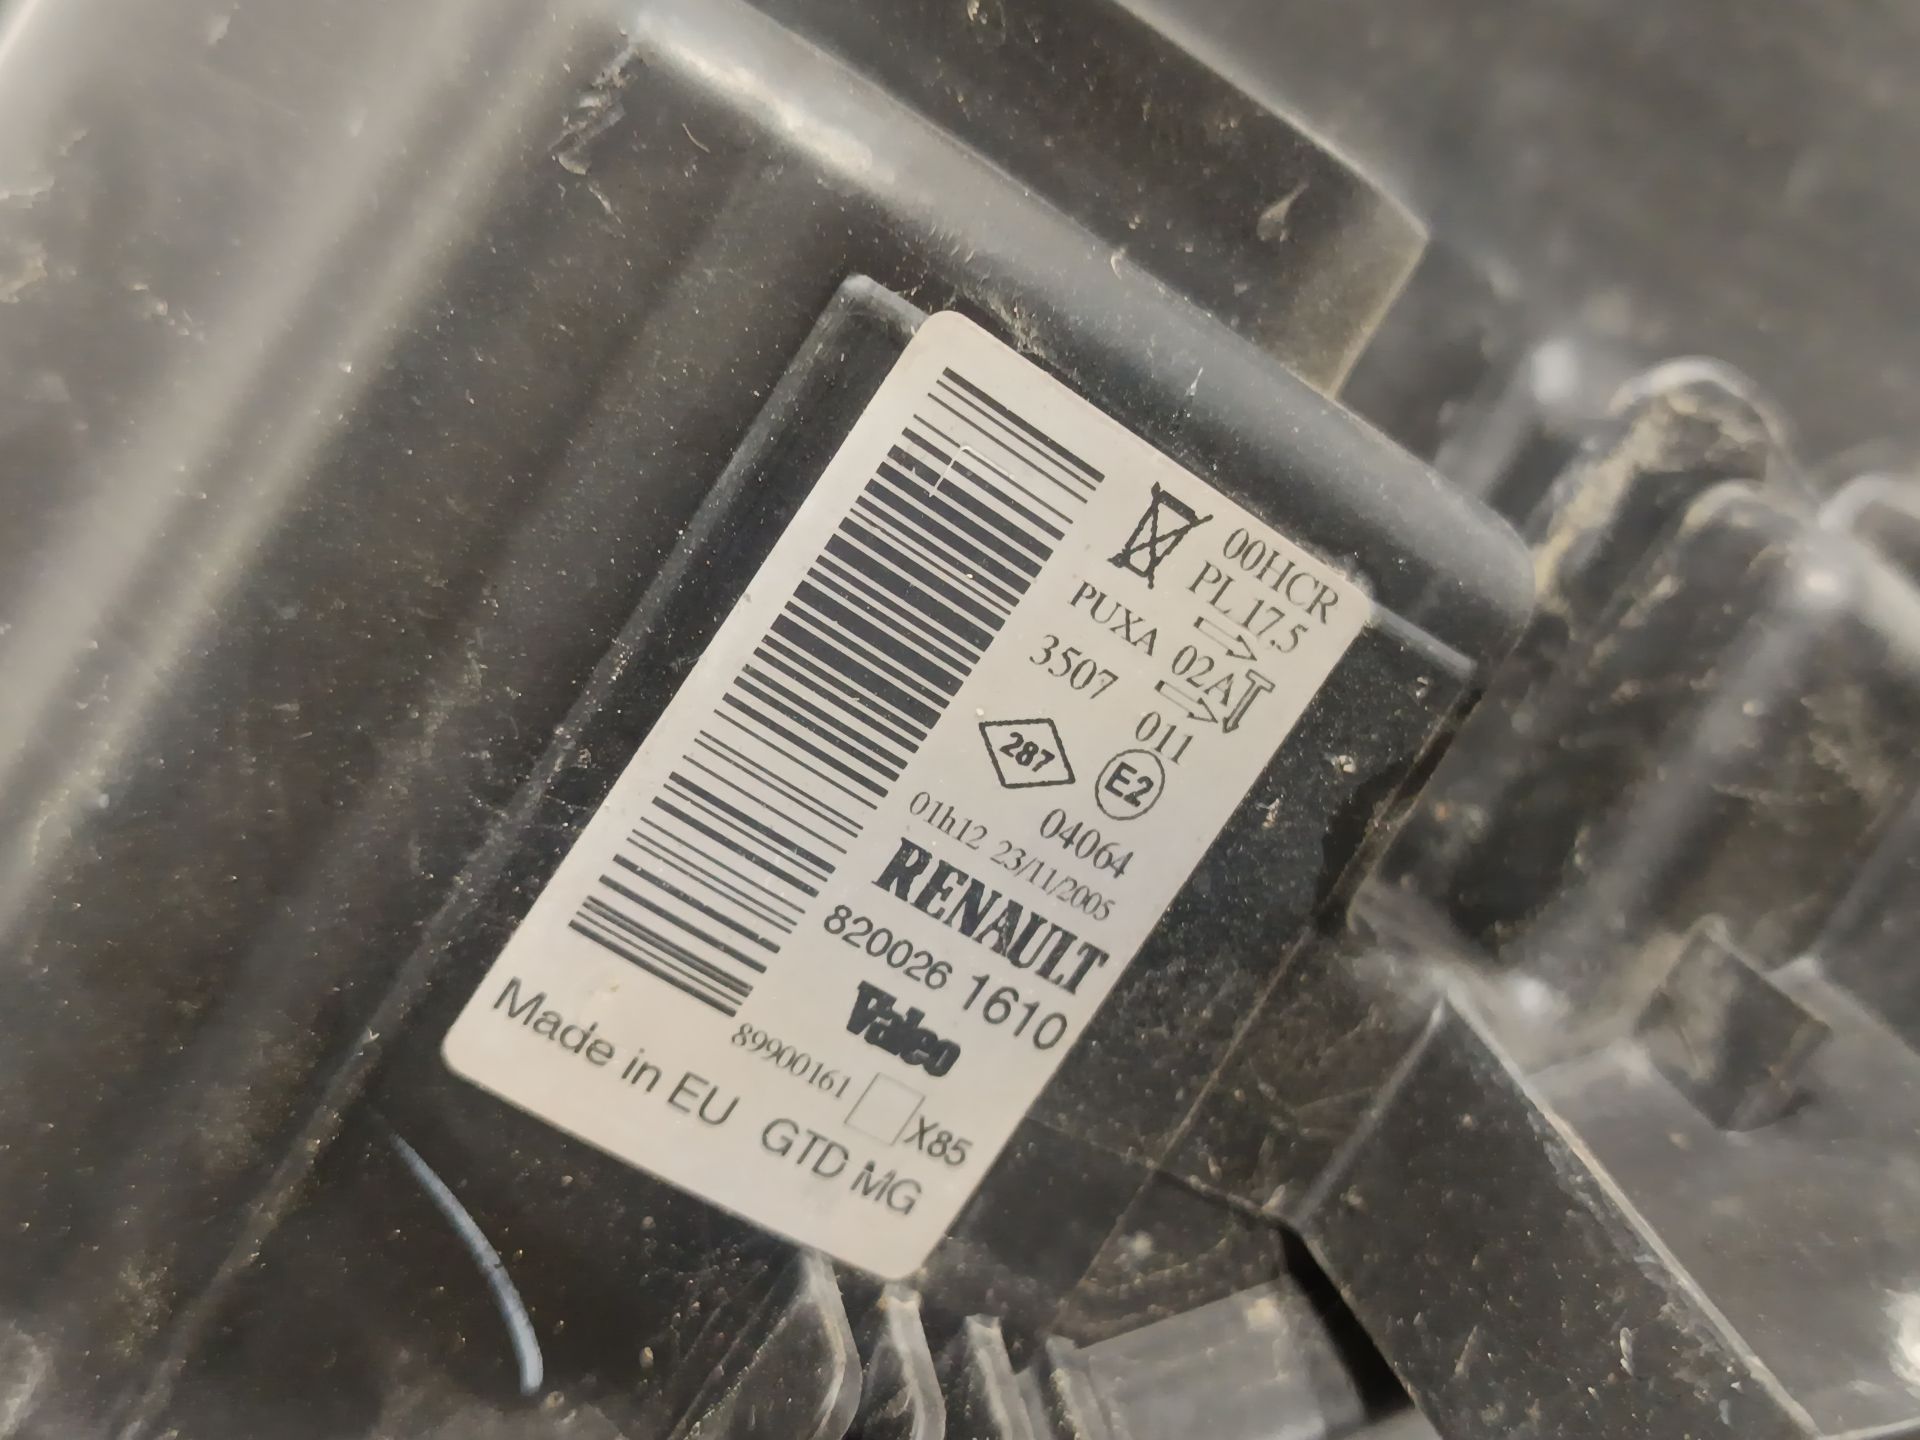 00HCR
PL 17.5
PUXA 02A
3507
011
287
E2
04064
01h12 23/11/2005
RENAULT
820026 1610
Valeo
89900161
X85
Made in EU GTD MG